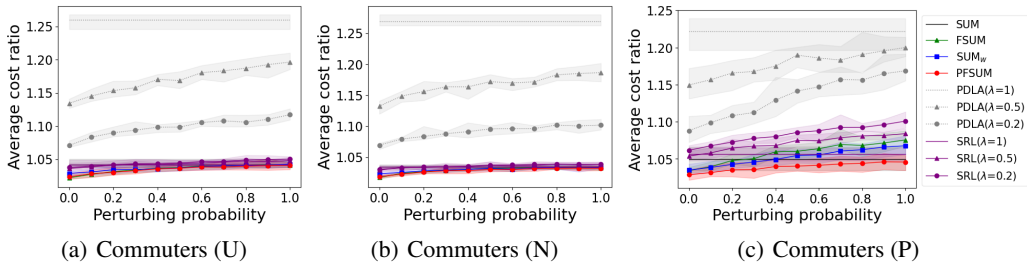 Average cost ratio
1.25
1.20
1.15
1.10
1.05
0.0 0.2 0.4 0.6 0.8 1.0
Perturbing probability
(a) Commuters (U)
Average cost ratio
1.25
1.20
1.15
1.10
1.05
0.0 0.2 0.4 0.6 0.8 1.0
Perturbing probability
(b) Commuters (N)
Average cost ratio
1.25
1.20
1.15
1.10
1.05
1.00
0.0 0.2 0.4 0.6 0.8 1.0
Perturbing probability
(c) Commuters (P)
SUM
FSUM
SUMw
PFSUM
PDLA(λ=1)
PDLA(λ=0.5)
PDLA(λ=0.2)
SRL(λ=1)
SRL(λ=0.5)
SRL(λ=0.2)